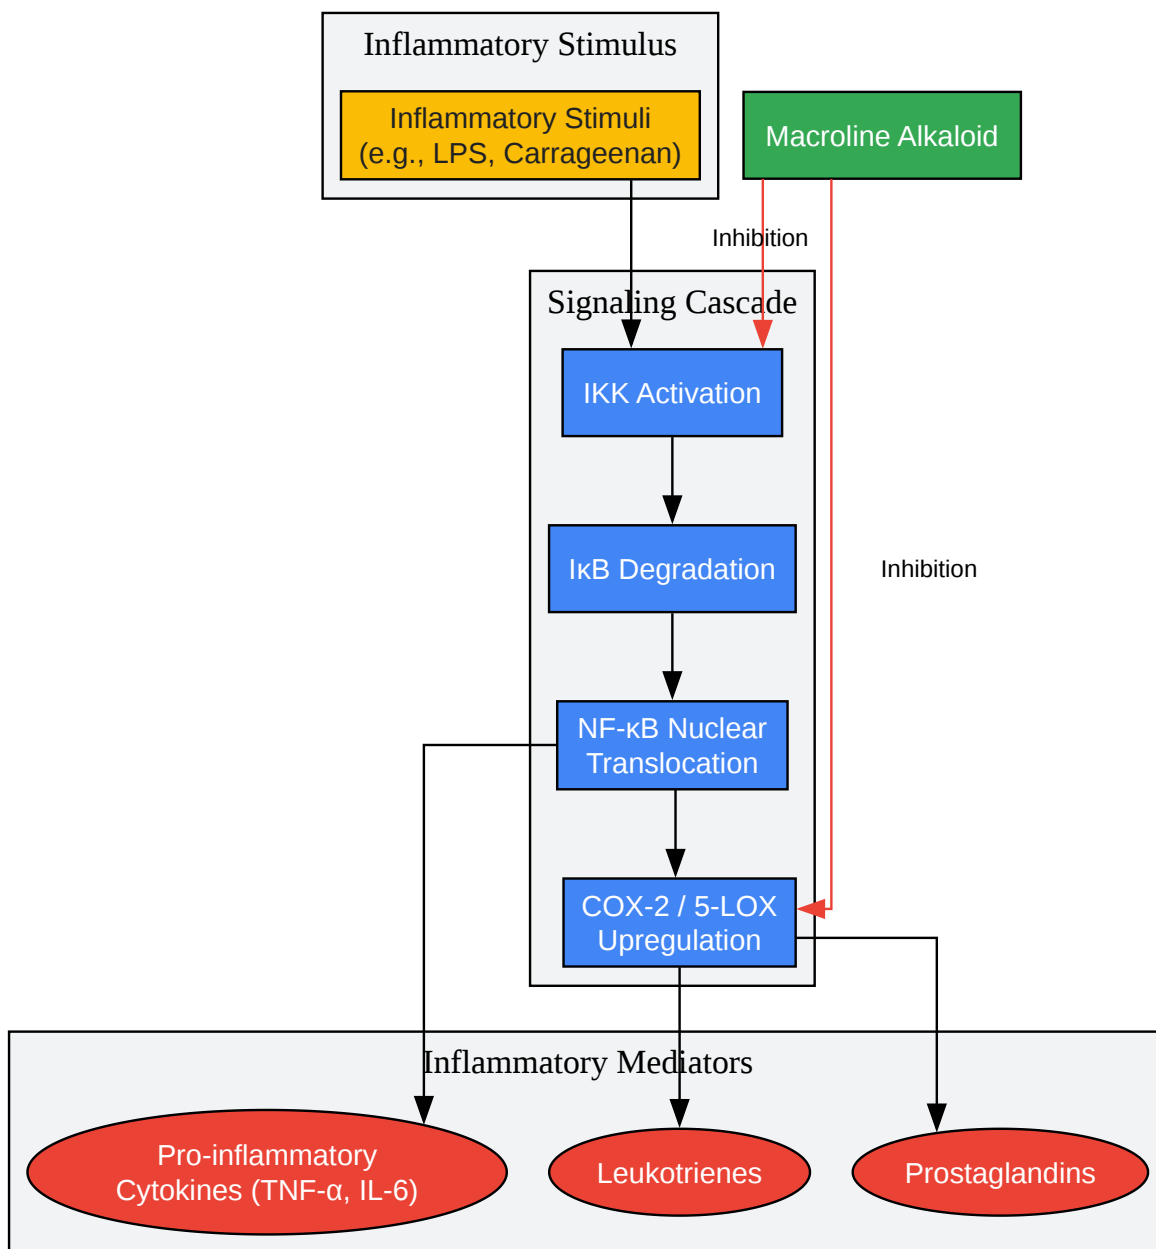 Inflammatory Stimulus
Inflammatory Stimuli
(e.g., LPS, Carrageenan)
Macroline Alkaloid
Inhibition
Signaling Cascade
IKK Activation
IκB Degradation
Inhibition
NF-κB Nuclear
Translocation
COX-2 / 5-LOX
Upregulation
Inflammatory Mediators
Pro-inflammatory
Cytokines (TNF-α, IL-6)
Leukotrienes
Prostaglandins